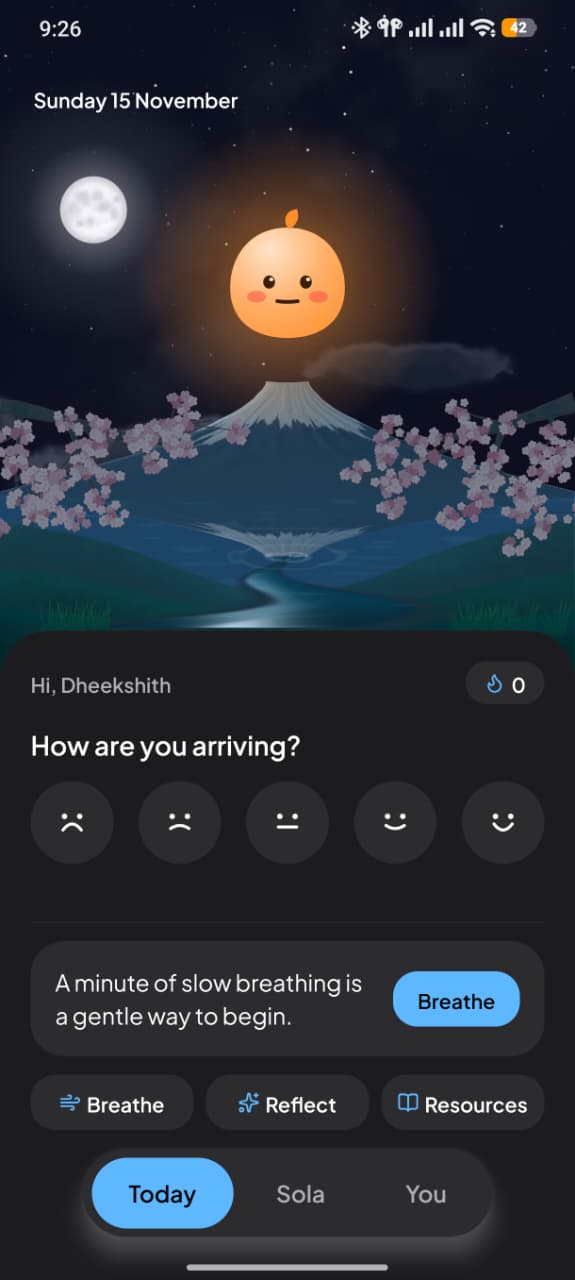 9:26
42
Sunday 15 November
Hi, Dheekshith
0
How are you arriving?
A minute of slow breathing is
a gentle way to begin.
Breathe
Breathe
Reflect
Resources
Today
Sola
You